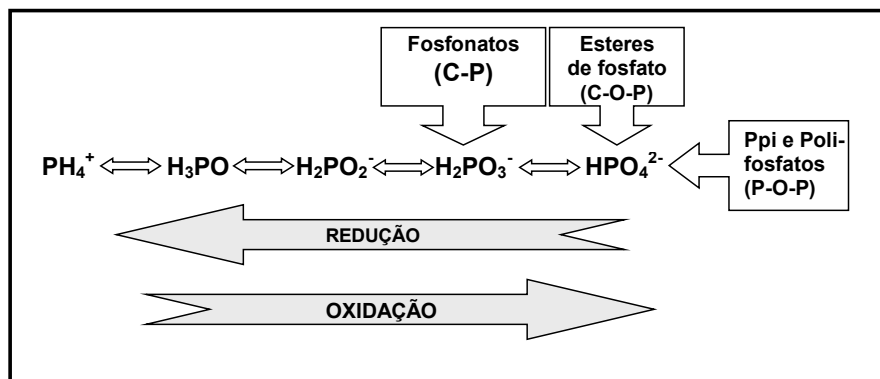 Fosfonatos
(C-P)
Esteres
de fosfato
(C-O-P)
Ppi e Poli-
fosfatos
(P-O-P)
PH₄⁺ H₃PO H₂PO₂⁻ H₂PO₃⁻ HPO₄²⁻
REDUÇÃO
OXIDAÇÃO